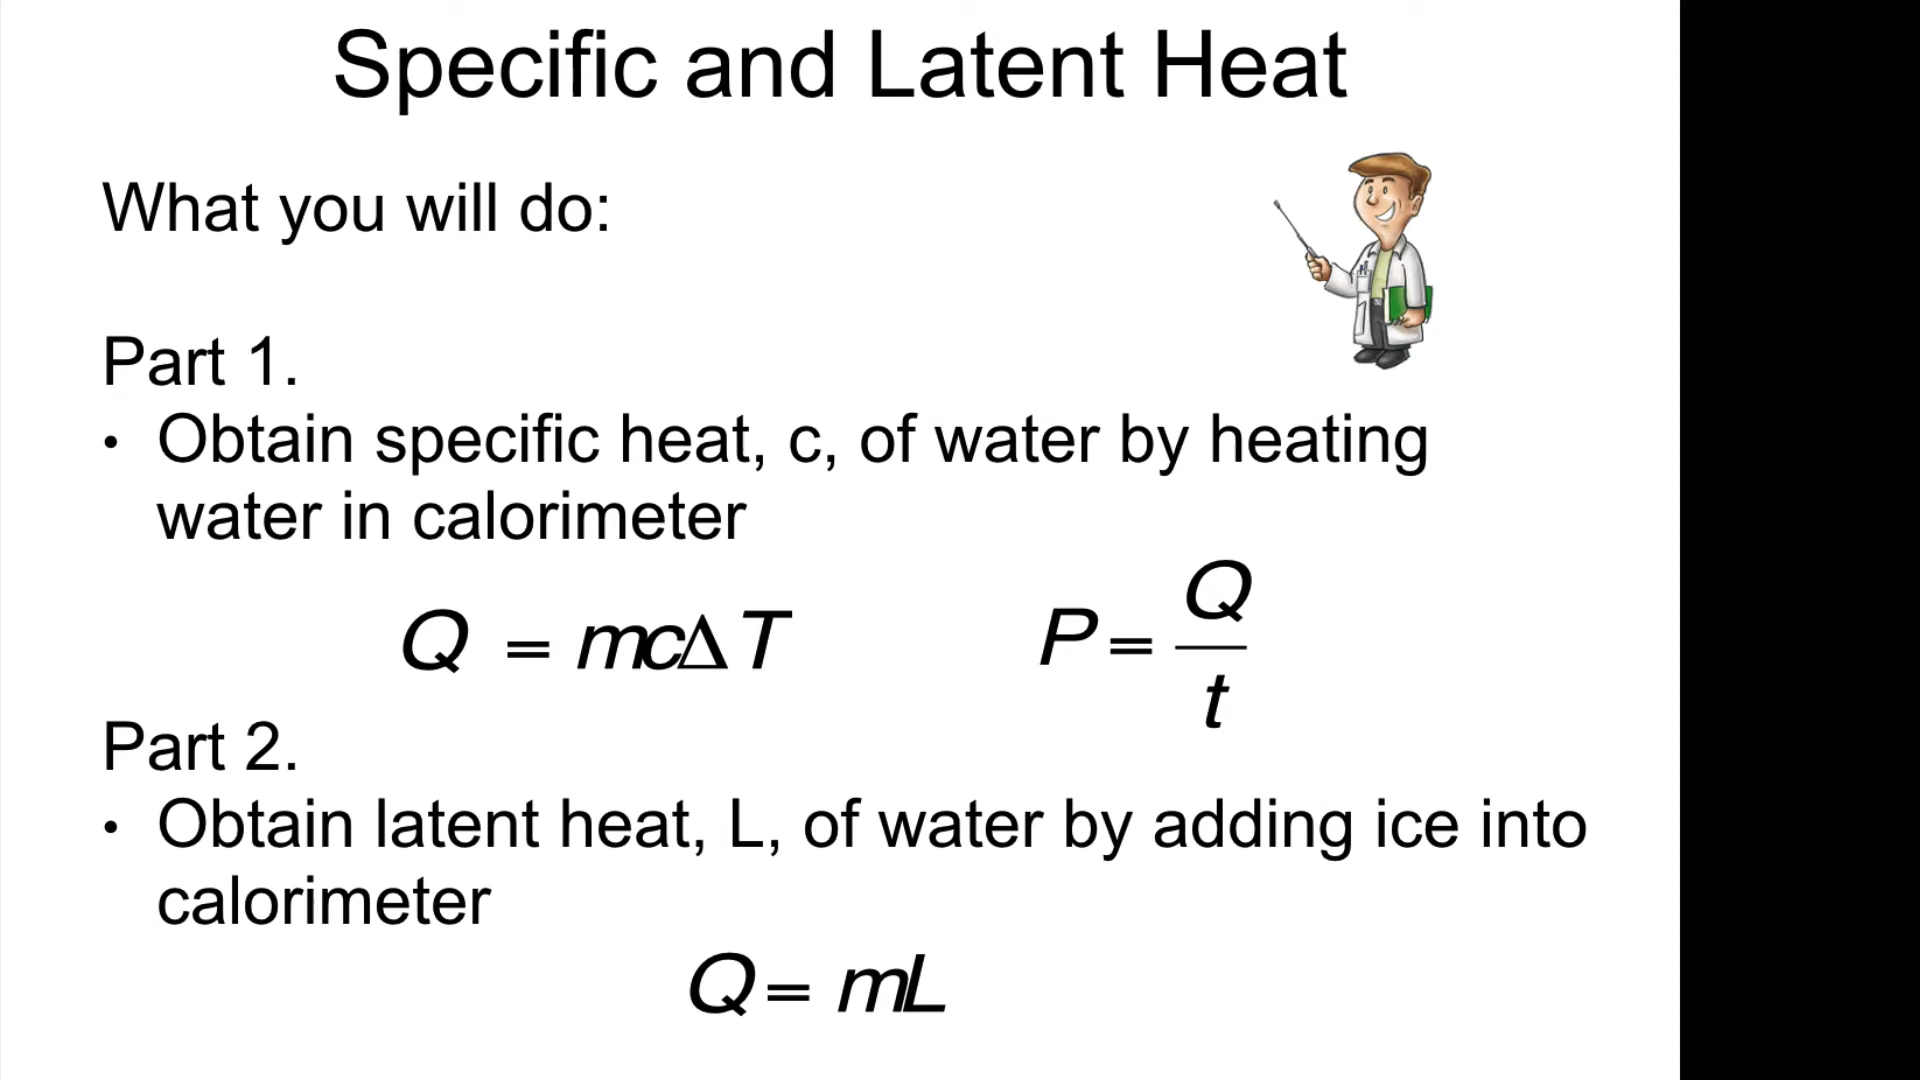 Specific and Latent Heat
What you will do:
Part 1.
• Obtain specific heat, c, of water by heating
water in calorimeter
Q = mcΔT
P = Q/t
Part 2.
• Obtain latent heat, L, of water by adding ice into
calorimeter
Q = mL